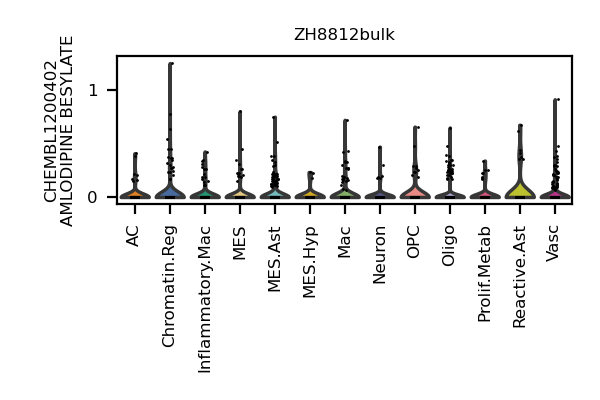 ZH8812bulk
CHEMBL1200402
AMLODIPINE BESYLATE
1
0
AC
Chromatin.Reg
Inflammatory.Mac
MES
MES.Ast
MES.Hyp
Mac
Neuron
OPC
Oligo
Prolif.Metab
Reactive.Ast
Vasc